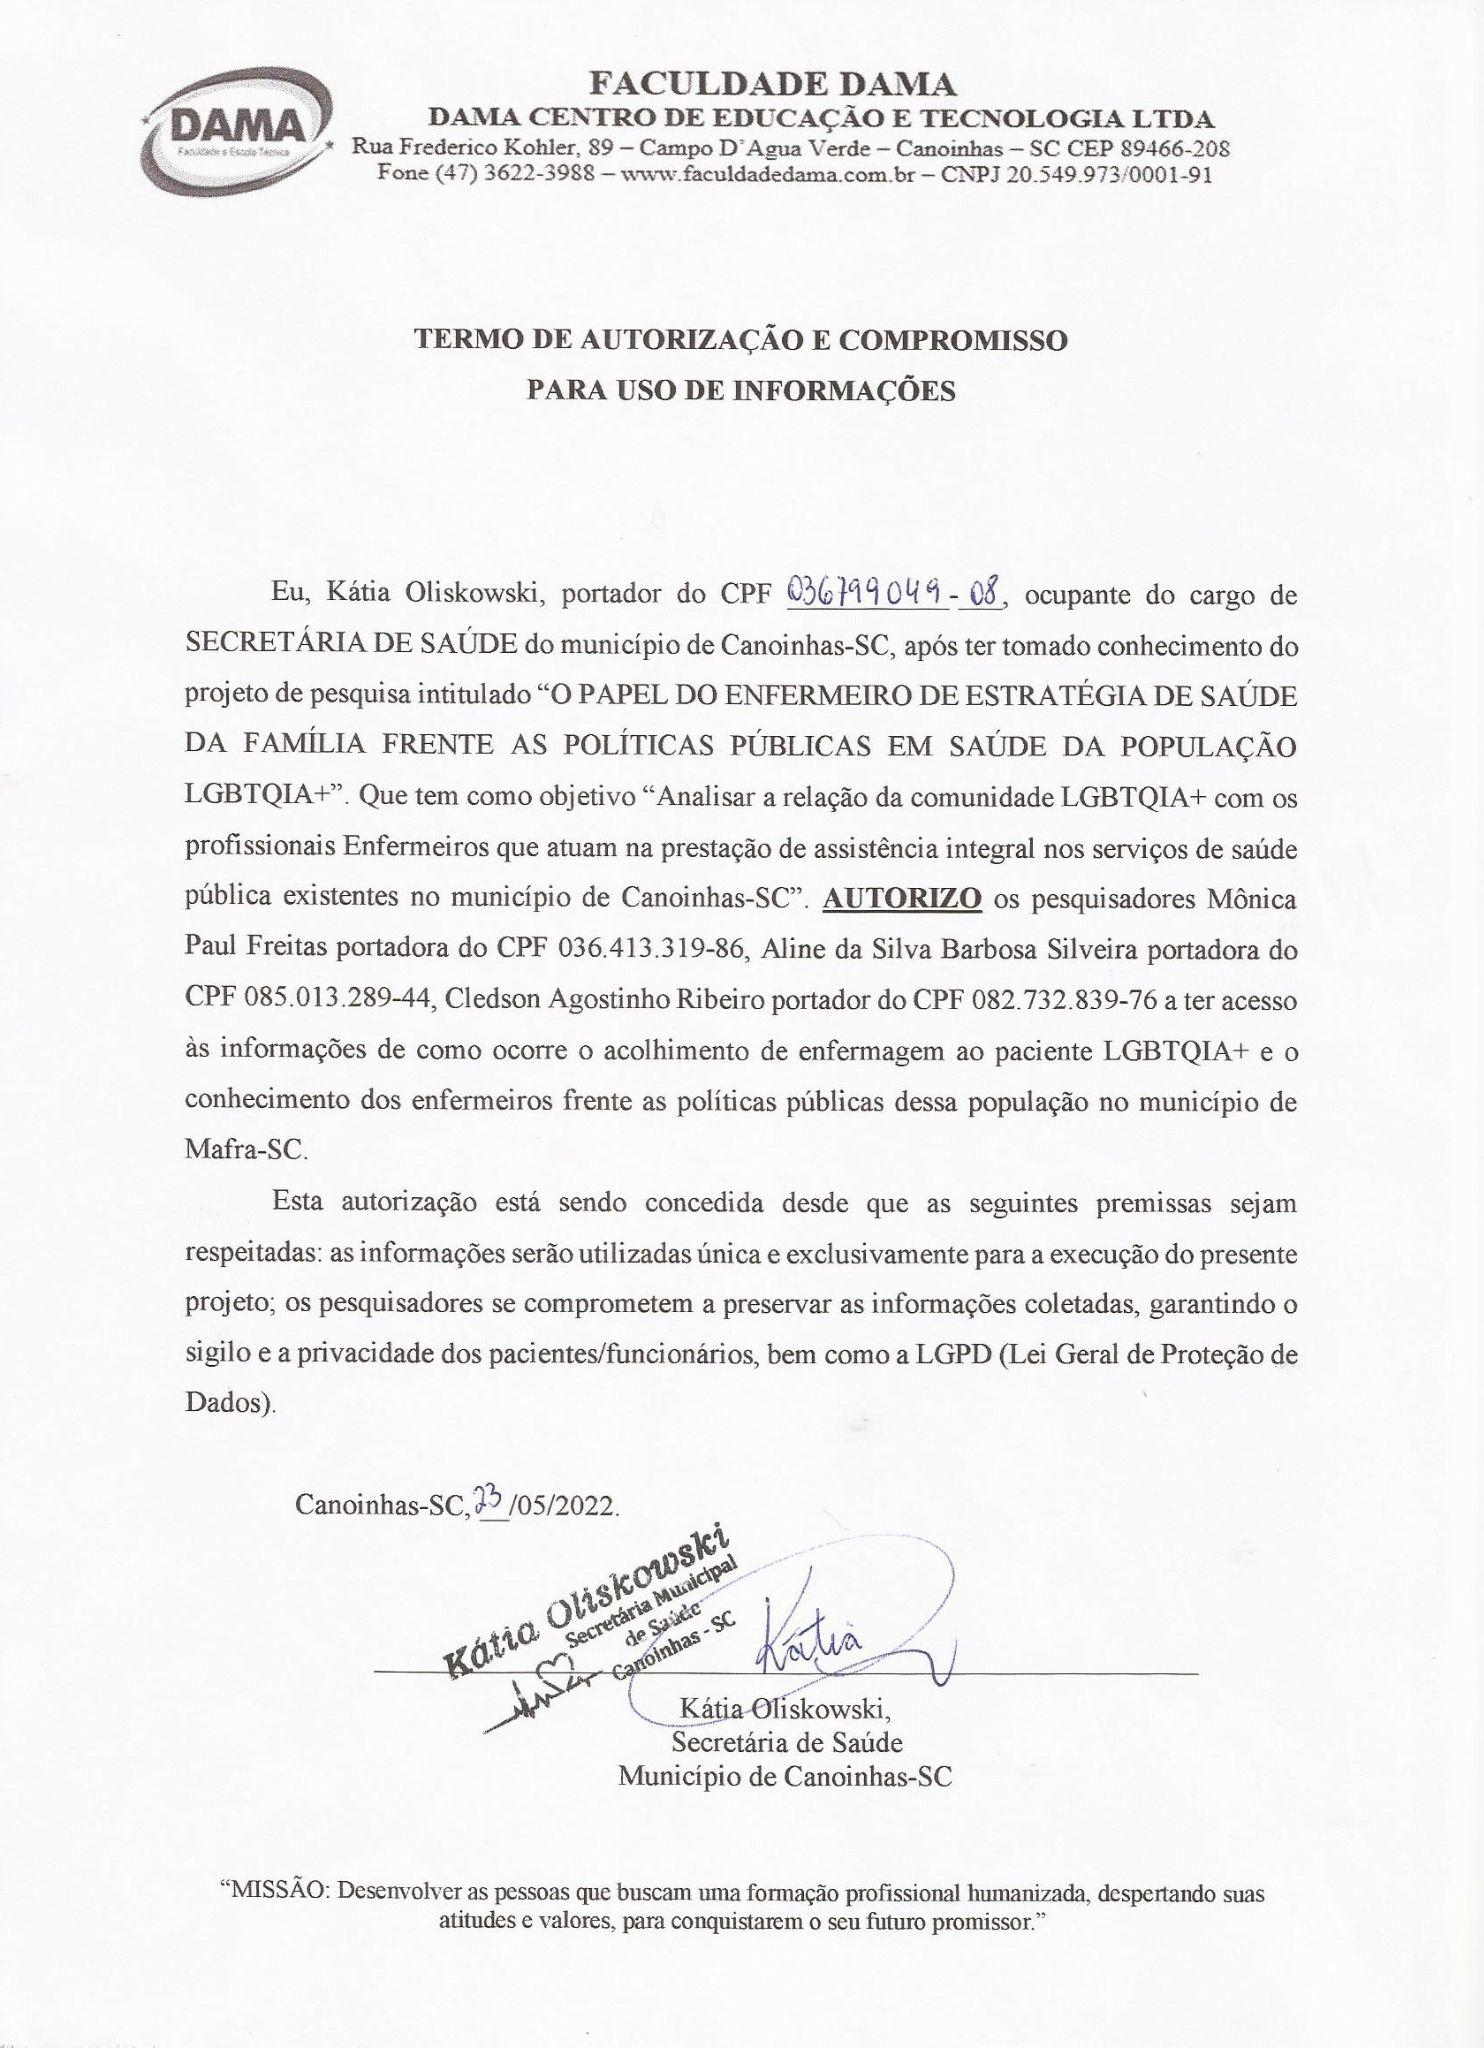 DAMA
Faculdade e Escola Técnica
FACULDADE DAMA
DAMA CENTRO DE EDUCAÇÃO E TECNOLOGIA LTDA
Rua Frederico Kohler, 89 – Campo D'Agua Verde – Canoinhas – SC CEP 89466-208
Fone (47) 3622-3988 – www.faculdadedama.com.br – CNPJ 20.549.973/0001-91
TERMO DE AUTORIZAÇÃO E COMPROMISSO
PARA USO DE INFORMAÇÕES
Eu, Kátia Oliskowski, portador do CPF 036799049-08, ocupante do cargo de
SECRETÁRIA DE SAÚDE do município de Canoinhas-SC, após ter tomado conhecimento do
projeto de pesquisa intitulado “O PAPEL DO ENFERMEIRO DE ESTRATÉGIA DE SAÚDE
DA FAMÍLIA FRENTE AS POLÍTICAS PÚBLICAS EM SAÚDE DA POPULAÇÃO
LGBTQIA+”. Que tem como objetivo “Analisar a relação da comunidade LGBTQIA+ com os
profissionais Enfermeiros que atuam na prestação de assistência integral nos serviços de saúde
pública existentes no município de Canoinhas-SC”. AUTORIZO os pesquisadores Mônica
Paul Freitas portadora do CPF 036.413.319-86, Aline da Silva Barbosa Silveira portadora do
CPF 085.013.289-44, Cledson Agostinho Ribeiro portador do CPF 082.732.839-76 a ter acesso
às informações de como ocorre o acolhimento de enfermagem ao paciente LGBTQIA+ e o
conhecimento dos enfermeiros frente as políticas públicas dessa população no município de
Mafra-SC.
Esta autorização está sendo concedida desde que as seguintes premissas sejam
respeitadas: as informações serão utilizadas única e exclusivamente para a execução do presente
projeto; os pesquisadores se comprometem a preservar as informações coletadas, garantindo o
sigilo e a privacidade dos pacientes/funcionários, bem como a LGPD (Lei Geral de Proteção de
Dados).
Canoinhas-SC, 23/05/2022.
Kátia Oliskowski
Secretária Municipal
de Saúde
Canoinhas - SC
Kátia
Kátia Oliskowski,
Secretária de Saúde
Município de Canoinhas-SC
“MISSÃO: Desenvolver as pessoas que buscam uma formação profissional humanizada, despertando suas
atitudes e valores, para conquistarem o seu futuro promissor.”